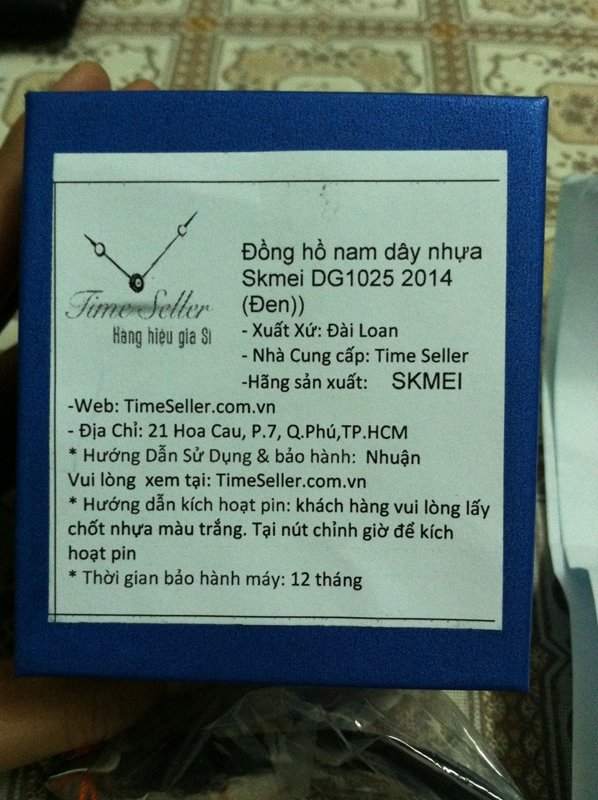 Time Seller
Hàng hiệu gia Sỉ
Đồng hồ nam dây nhựa
Skmei DG1025 2014
(Đen))
- Xuất Xứ: Đài Loan
- Nhà Cung cấp: Time Seller
-Hãng sản xuất: SKMEI
-Web: TimeSeller.com.vn
- Địa Chỉ: 21 Hoa Cau, P.7, Q.Phú,TP.HCM
* Hướng Dẫn Sử Dụng & bảo hành: Nhuận
Vui lòng xem tại: TimeSeller.com.vn
* Hướng dẫn kích hoạt pin: khách hàng vui lòng lấy
chốt nhựa màu trắng. Tại nút chỉnh giờ để kích
hoạt pin
* Thời gian bảo hành máy: 12 tháng